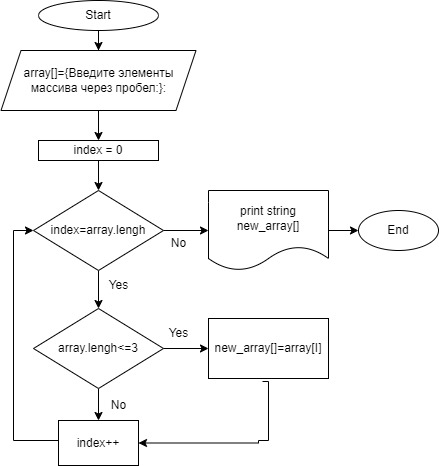 Start
array[]={Введите элементы
массива через пробел:}:
index = 0
index=array.lengh
No
print string
new_array[]
End
Yes
array.lengh<=3
Yes
new_array[]=array[I]
No
index++